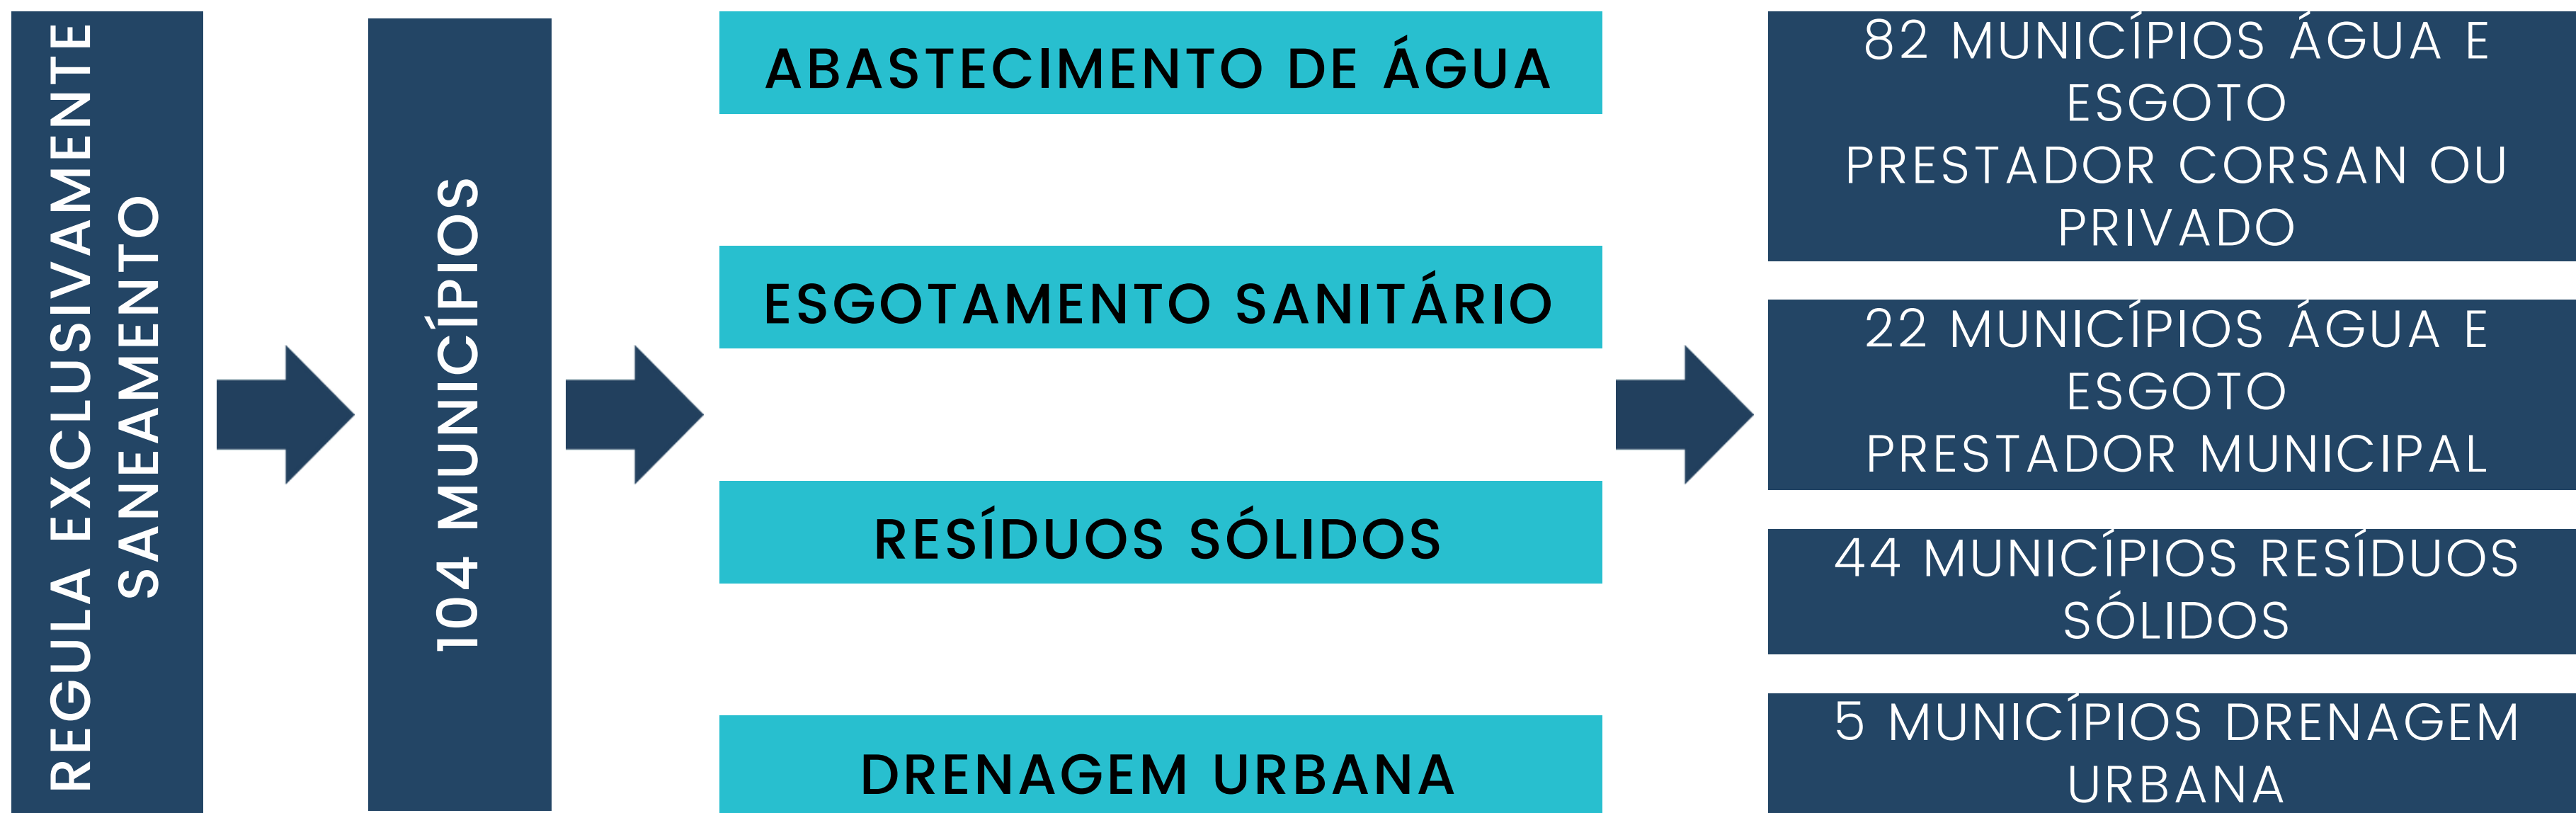 REGULA EXCLUSIVAMENTE
SANEAMENTO
104 MUNICÍPIOS
ABASTECIMENTO DE ÁGUA
ESGOTAMENTO SANITÁRIO
RESÍDUOS SÓLIDOS
DRENAGEM URBANA
82 MUNICÍPIOS ÁGUA E
ESGOTO
PRESTADOR CORSAN OU
PRIVADO
22 MUNICÍPIOS ÁGUA E
ESGOTO
PRESTADOR MUNICIPAL
44 MUNICÍPIOS RESÍDUOS
SÓLIDOS
5 MUNICÍPIOS DRENAGEM
URBANA